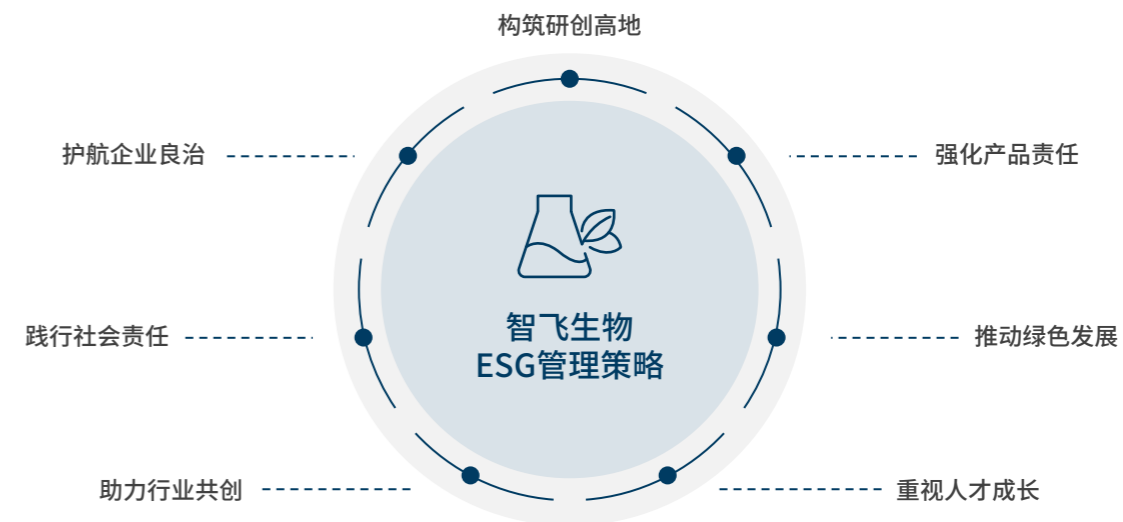 构筑研创高地
护航企业良治
强化产品责任
智飞生物
ESG管理策略
践行社会责任
推动绿色发展
助力行业共创
重视人才成长